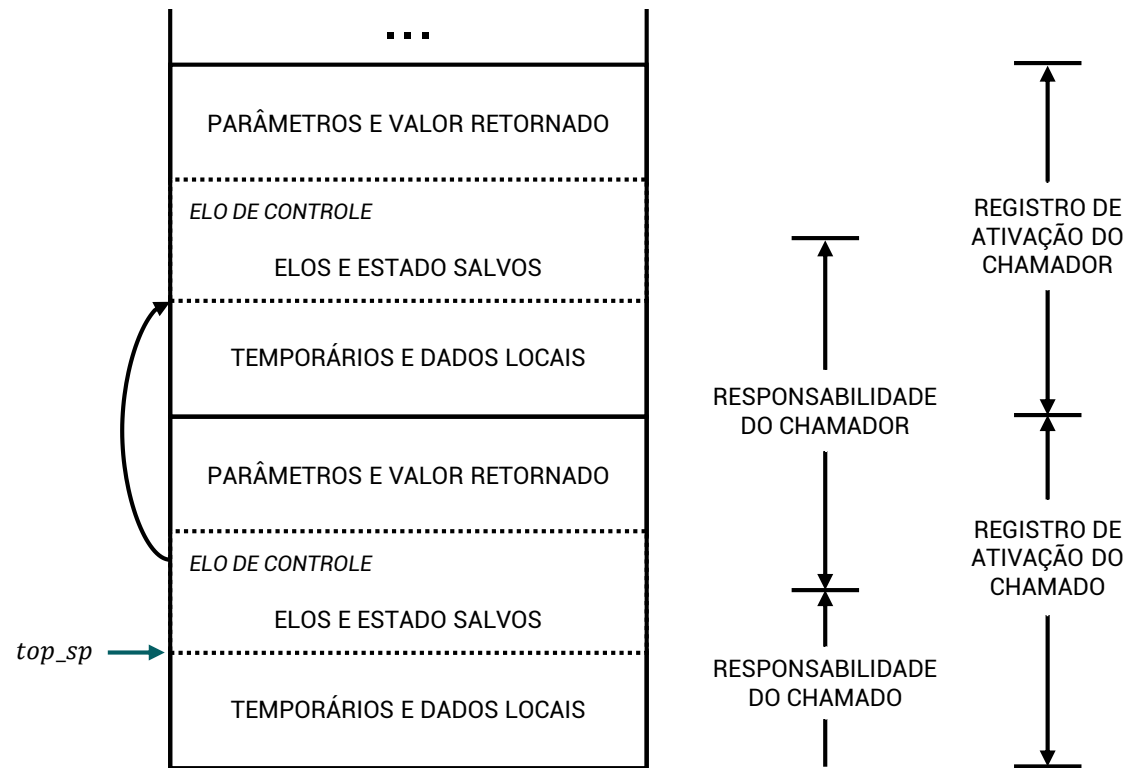 ...
PARÂMETROS E VALOR RETORNADO
ELO DE CONTROLE
ELOS E ESTADO SALVOS
TEMPORÁRIOS E DADOS LOCAIS
PARÂMETROS E VALOR RETORNADO
ELO DE CONTROLE
ELOS E ESTADO SALVOS
top_sp
TEMPORÁRIOS E DADOS LOCAIS
RESPONSABILIDADE
DO CHAMADOR
RESPONSABILIDADE
DO CHAMADO
REGISTRO DE
ATIVAÇÃO DO
CHAMADOR
REGISTRO DE
ATIVAÇÃO DO
CHAMADO